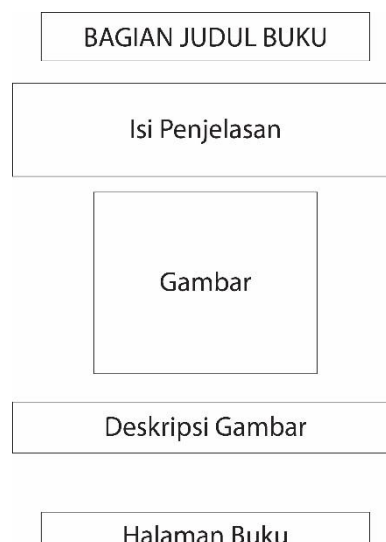 BAGIAN JUDUL BUKU
Isi Penjelasan
Gambar
Deskripsi Gambar
Halaman Buku